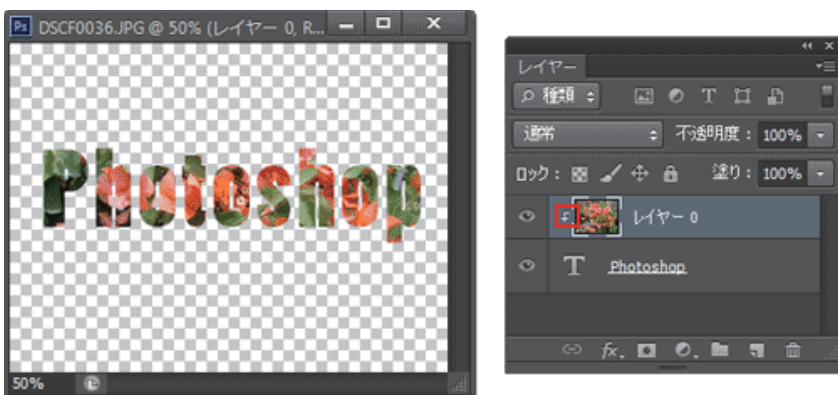 Ps DSCF0036.JPG @ 50% (レイヤー 0, R...
Photoshop
50%
レイヤー
種類
T
通常 不透明度： 100%
ロック： 塗り： 100%
レイヤー 0
T Photoshop
fx.